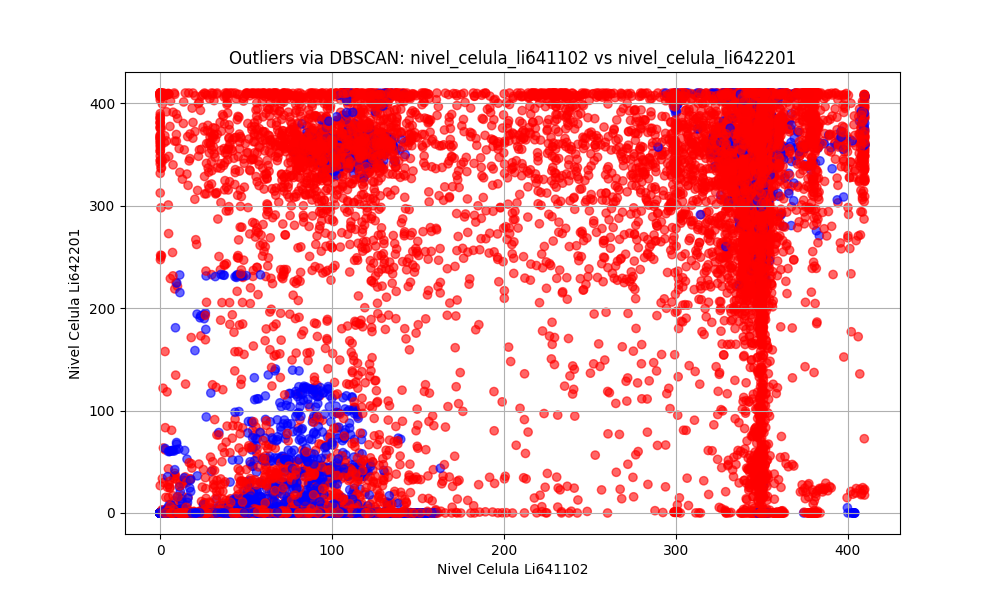 Outliers via DBSCAN: nivel_celula_li641102 vs nivel_celula_li642201
400
300
200
100
0
Nivel Celula Li642201
0 100 200 300 400
Nivel Celula Li641102